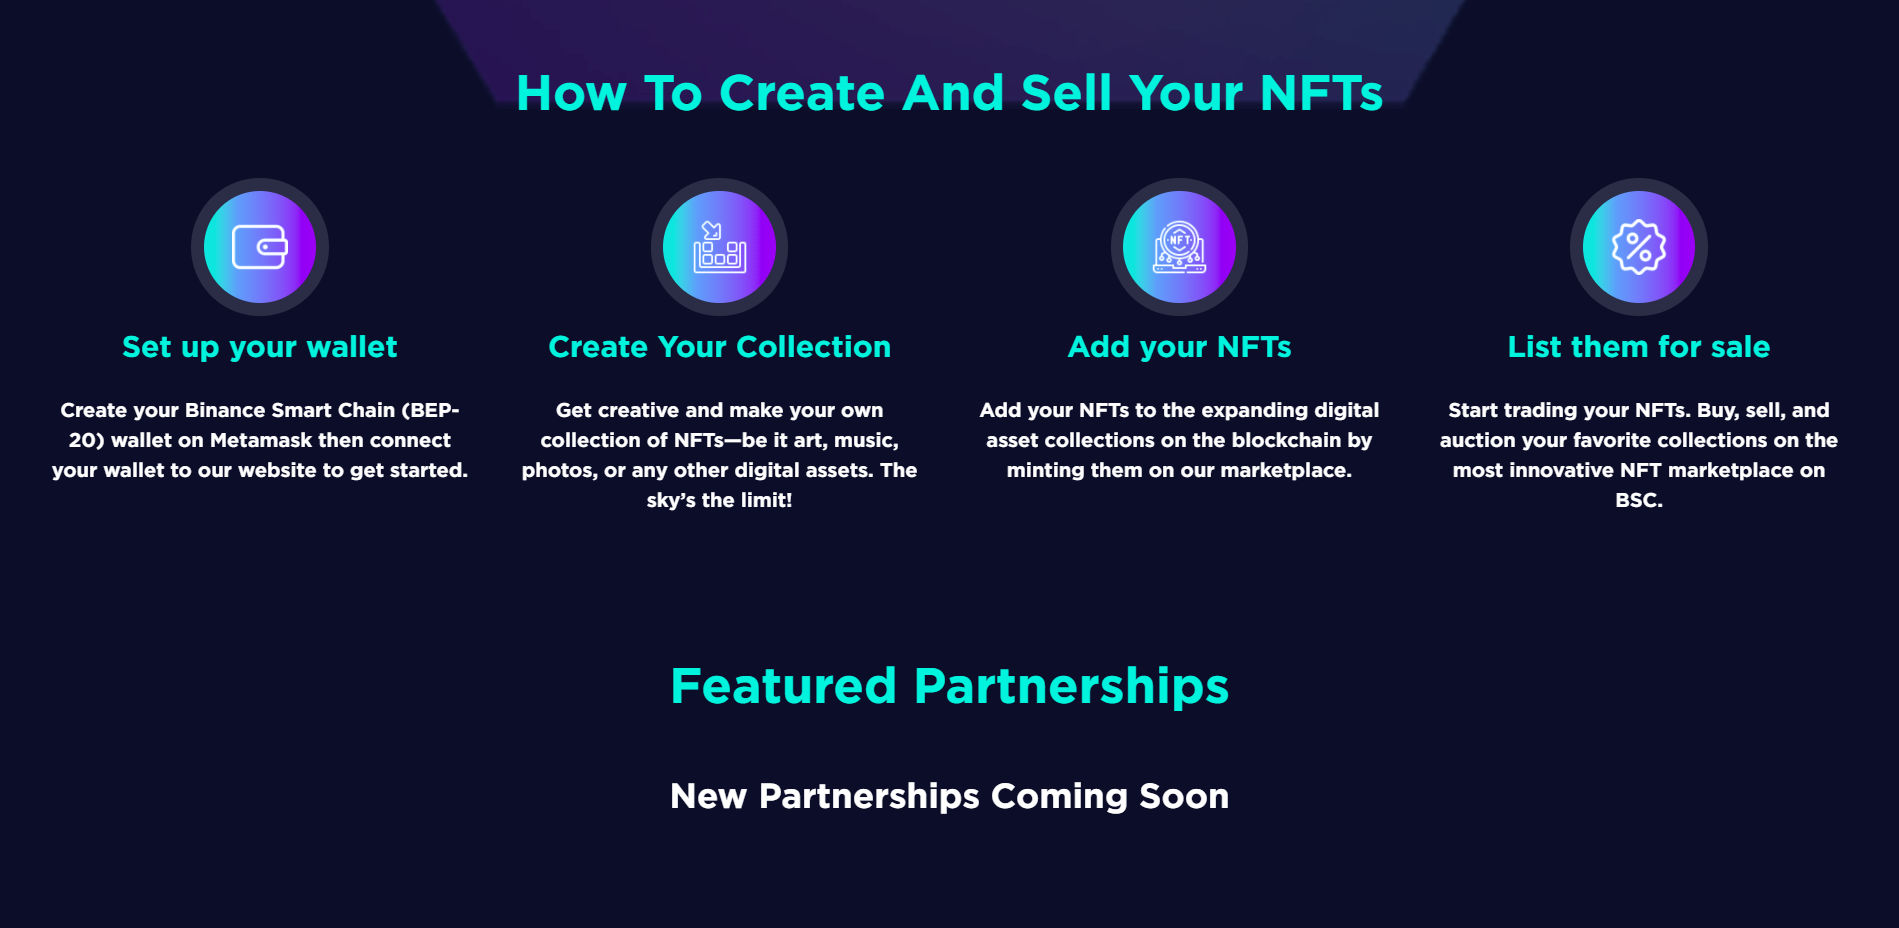 How To Create And Sell Your NFTs
NFT
Set up your wallet
Create your Binance Smart Chain (BEP-
20) wallet on Metamask then connect
your wallet to our website to get started.
Create Your Collection
Get creative and make your own
collection of NFTs—be it art, music,
photos, or any other digital assets. The
sky’s the limit!
Add your NFTs
Add your NFTs to the expanding digital
asset collections on the blockchain by
minting them on our marketplace.
List them for sale
Start trading your NFTs. Buy, sell, and
auction your favorite collections on the
most innovative NFT marketplace on
BSC.
Featured Partnerships
New Partnerships Coming Soon